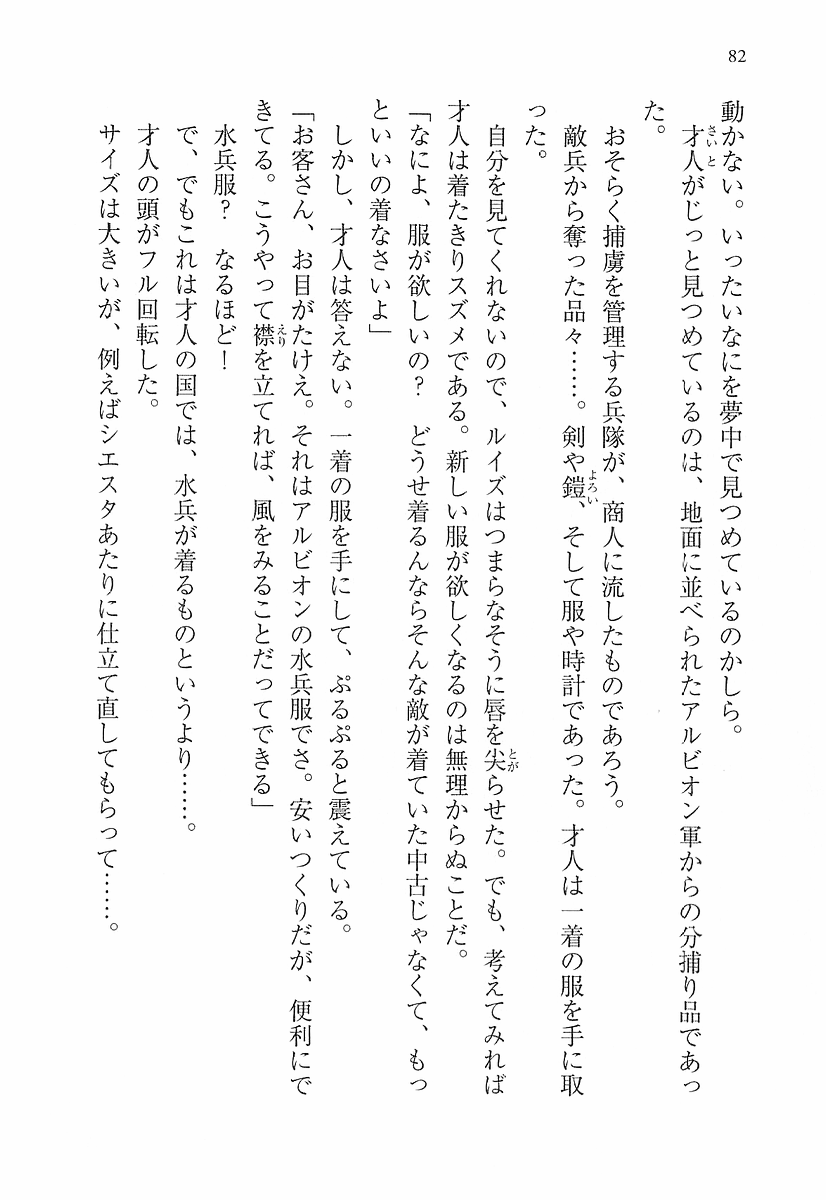 82
動かない。いったいなにを夢中で見つめているのかしら。
　才人がじっと見つめているのは、地面に並べられたアルビオン軍からの分捕り品であっ
た。
　おそらく捕虜を管理する兵隊が、商人に流したものであろう。
　敵兵から奪った品々……。剣や鎧、そして服や時計であった。才人は一着の服を手に取
った。
　自分を見てくれないので、ルイズはつまらなそうに唇を尖らせた。でも、考えてみれば
才人は着たきりスズメである。新しい服が欲しくなるのは無理からぬことだ。
「なによ、服が欲しいの？　どうせ着るんならそんな敵が着ていた中古じゃなくて、もっ
といいの着なさいよ」
　しかし、才人は答えない。一着の服を手にして、ぷるぷると震えている。
「お客さん、お目がたけえ。それはアルビオンの水兵服でさ。安いつくりだが、便利にで
きてる。こうやって襟を立てれば、風をみることだってできる」
　水兵服？　なるほど！
　で、でもこれは才人の国では、水兵が着るものというより……。
　才人の頭がフル回転した。
　サイズは大きいが、例えばシエスタあたりに仕立て直してもらって……。